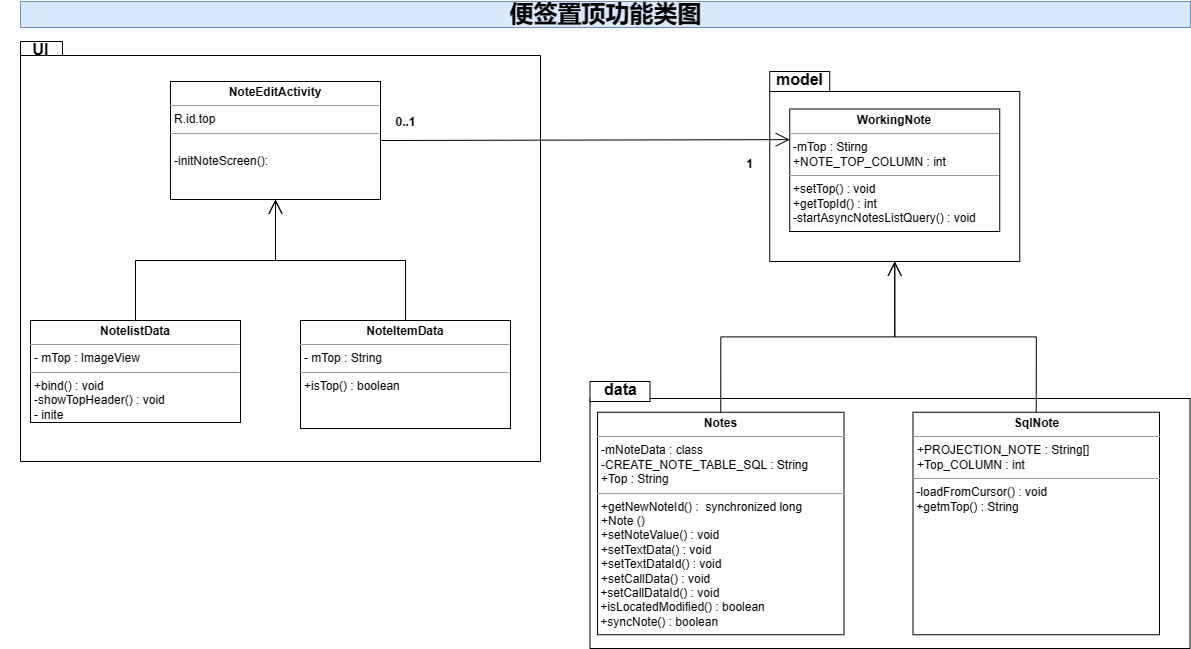 便签置顶功能类图
UI
NoteEditActivity
R.id.top
-initNoteScreen():
0..1
1
model
WorkingNote
-mTop : Stirng
+NOTE_TOP_COLUMN : int
+setTop() : void
+getTopId() : int
-startAsyncNotesListQuery() : void
NotelistData
- mTop : ImageView
+bind() : void
-showTopHeader() : void
- inite
NoteItemData
- mTop : String
+isTop() : boolean
data
Notes
-mNoteData : class
-CREATE_NOTE_TABLE_SQL : String
+Top : String
+getNewNoteId() :  synchronized long
+Note ()
+setNoteValue() : void
+setTextData() : void
+setTextDataId() : void
+setCallData() : void
+setCallDataId() : void
+isLocatedModified() : boolean
+syncNote() : boolean
SqlNote
+PROJECTION_NOTE : String[]
+Top_COLUMN : int
-loadFromCursor() : void
+getmTop() : String